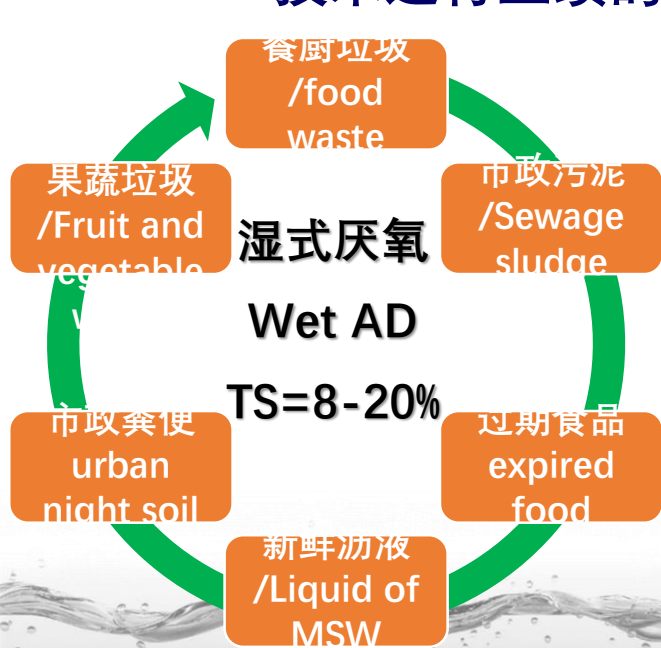 餐厨垃圾
/food
waste
市政污泥
/Sewage
sludge
过期食品
expired
food
新鲜沥液
/Liquid of
MSW
市政粪便
urban
night soil
果蔬垃圾
/Fruit and
vegetable
湿式厌氧
Wet AD
TS=8-20%